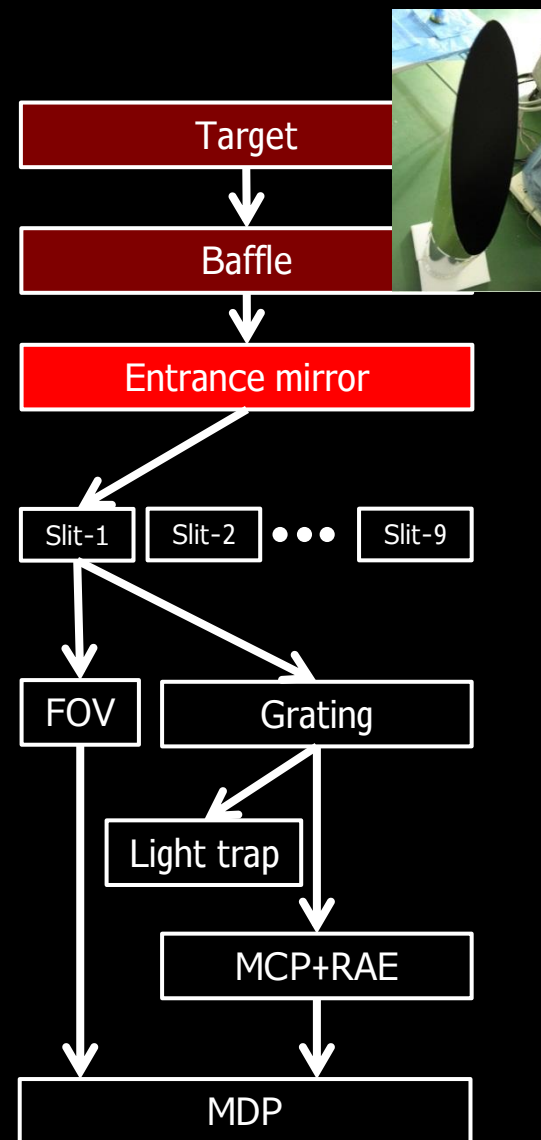 Target
Baffle
Entrance mirror
Slit-1 Slit-2 ••• Slit-9
FOV Grating
Light trap
MCP+RAE
MDP